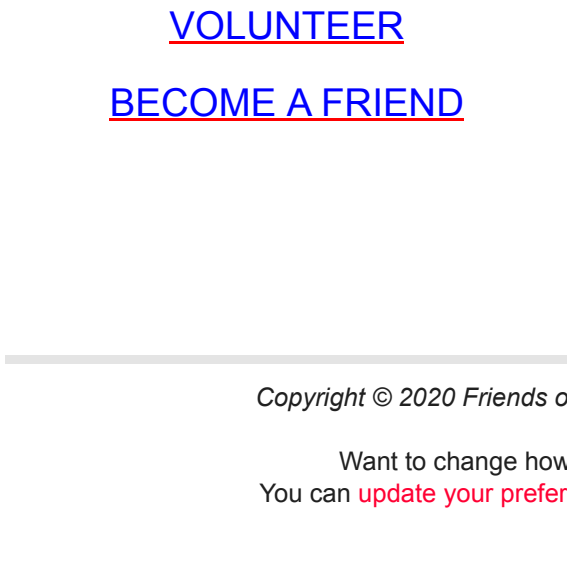 VOLUNTEER
BECOME A FRIEND
Copyright © 2020 Friends o
Want to change how
You can update your prefer